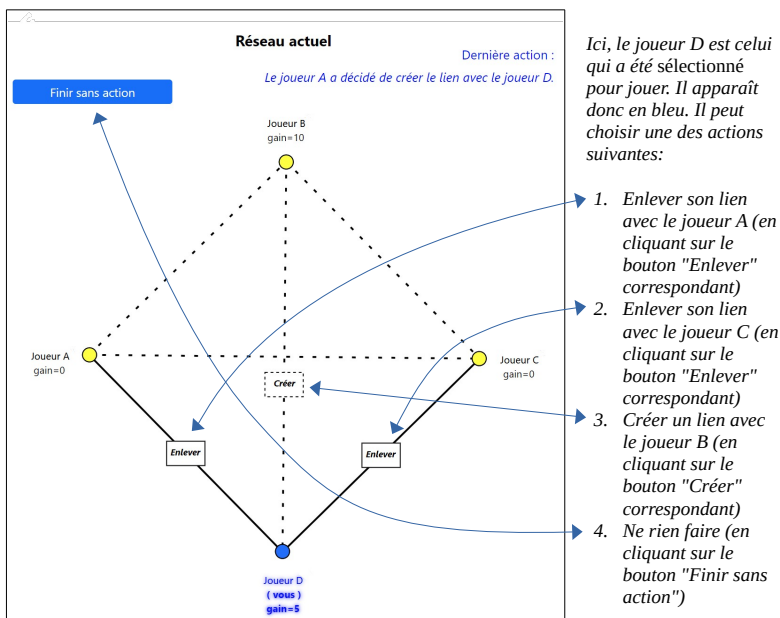 Réseau actuel
Dernière action :
Le joueur A a décidé de créer le lien avec le joueur D.
Finir sans action
Joueur B
gain=10
Joueur A
gain=0
Joueur C
gain=0
Créer
Enlever
Enlever
Joueur D
( vous )
gain=5
Ici, le joueur D est celui
qui a été sélectionné
pour jouer. Il apparaît
donc en bleu. Il peut
choisir une des actions
suivantes:
1. Enlever son lien
avec le joueur A (en
cliquant sur le
bouton "Enlever"
correspondant)
2. Enlever son lien
avec le joueur C (en
cliquant sur le
bouton "Enlever"
correspondant)
3. Créer un lien avec
le joueur B (en
cliquant sur le
bouton "Créer"
correspondant)
4. Ne rien faire (en
cliquant sur le
bouton "Finir sans
action")